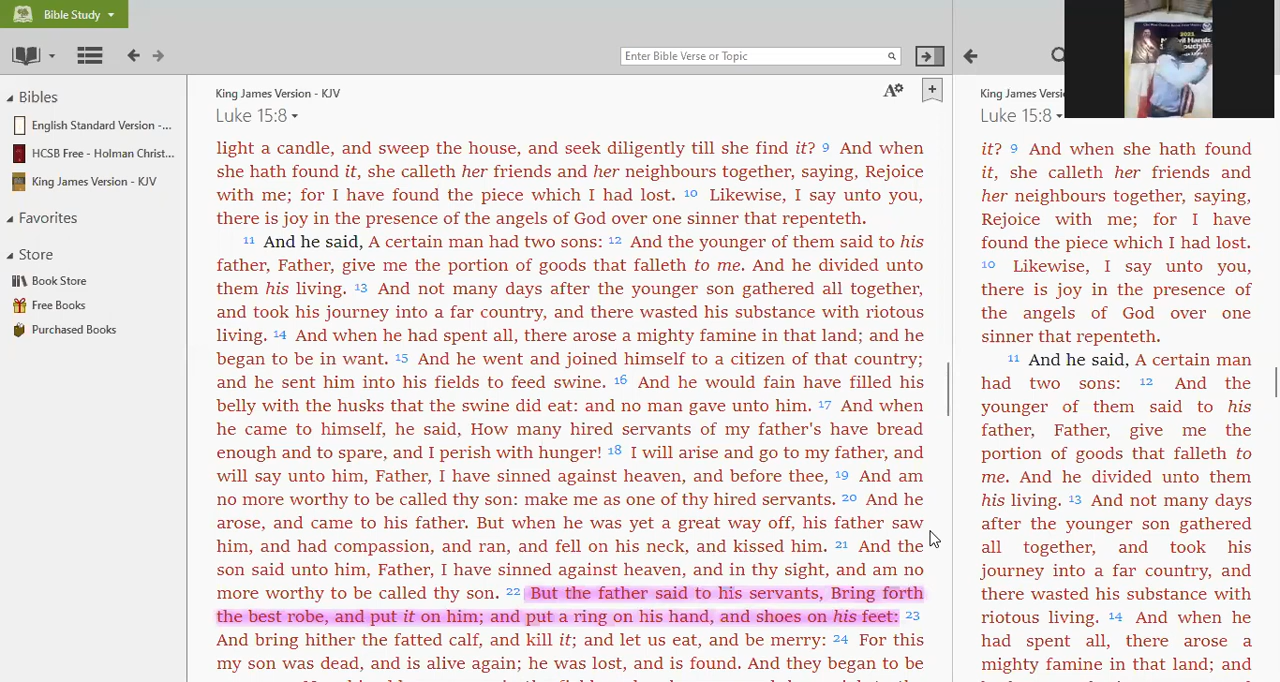 Bible Study
Enter Bible Verse or Topic
Bibles
English Standard Version -...
HCSB Free - Holman Christ...
King James Version - KJV
Favorites
Store
Book Store
Free Books
Purchased Books
King James Version - KJV
Luke 15:8
light a candle, and sweep the house, and seek diligently till she find it? 9 And when
she hath found it, she calleth her friends and her neighbours together, saying, Rejoice
with me; for I have found the piece which I had lost. 10 Likewise, I say unto you,
there is joy in the presence of the angels of God over one sinner that repenteth.
11 And he said, A certain man had two sons: 12 And the younger of them said to his
father, Father, give me the portion of goods that falleth to me. And he divided unto
them his living. 13 And not many days after the younger son gathered all together,
and took his journey into a far country, and there wasted his substance with riotous
living. 14 And when he had spent all, there arose a mighty famine in that land; and he
began to be in want. 15 And he went and joined himself to a citizen of that country;
and he sent him into his fields to feed swine. 16 And he would fain have filled his
belly with the husks that the swine did eat: and no man gave unto him. 17 And when
he came to himself, he said, How many hired servants of my father's have bread
enough and to spare, and I perish with hunger! 18 I will arise and go to my father, and
will say unto him, Father, I have sinned against heaven, and before thee, 19 And am
no more worthy to be called thy son: make me as one of thy hired servants. 20 And he
arose, and came to his father. But when he was yet a great way off, his father saw
him, and had compassion, and ran, and fell on his neck, and kissed him. 21 And the
son said unto him, Father, I have sinned against heaven, and in thy sight, and am no
more worthy to be called thy son. 22 But the father said to his servants, Bring forth
the best robe, and put it on him; and put a ring on his hand, and shoes on his feet: 23
And bring hither the fatted calf, and kill it; and let us eat, and be merry: 24 For this
my son was dead, and is alive again; he was lost, and is found. And they began to be
King James Ve
Luke 15:8
it? 9 And when she hath found
it, she calleth her friends and
her neighbours together, saying,
Rejoice with me; for I have
found the piece which I had lost.
10 Likewise, I say unto you,
there is joy in the presence of
the angels of God over one
sinner that repenteth.
11 And he said, A certain man
had two sons: 12 And the
younger of them said to his
father, Father, give me the
portion of goods that falleth to
me. And he divided unto them
his living. 13 And not many days
after the younger son gathered
all together, and took his
journey into a far country, and
there wasted his substance with
riotous living. 14 And when he
had spent all, there arose a
mighty famine in that land; and
2021